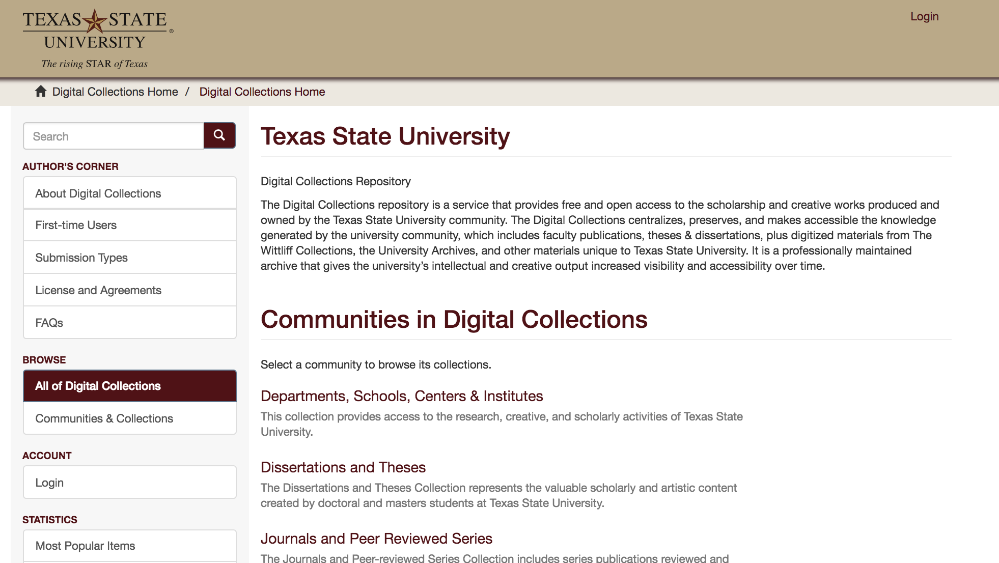 TEXAS STATE
UNIVERSITY
®
The rising STAR of Texas
Login
Digital Collections Home / Digital Collections Home
Search
AUTHOR'S CORNER
About Digital Collections
First-time Users
Submission Types
License and Agreements
FAQs
BROWSE
All of Digital Collections
Communities & Collections
ACCOUNT
Login
STATISTICS
Most Popular Items
Texas State University
Digital Collections Repository
The Digital Collections repository is a service that provides free and open access to the scholarship and creative works produced and
owned by the Texas State University community. The Digital Collections centralizes, preserves, and makes accessible the knowledge
generated by the university community, which includes faculty publications, theses & dissertations, plus digitized materials from The
Wittliff Collections, the University Archives, and other materials unique to Texas State University. It is a professionally maintained
archive that gives the university’s intellectual and creative output increased visibility and accessibility over time.
Communities in Digital Collections
Select a community to browse its collections.
Departments, Schools, Centers & Institutes
This collection provides access to the research, creative, and scholarly activities of Texas State
University.
Dissertations and Theses
The Dissertations and Theses Collection represents the valuable scholarly and artistic content
created by doctoral and masters students at Texas State University.
Journals and Peer Reviewed Series
The Journals and Peer-reviewed Series Collection includes series publications reviewed and